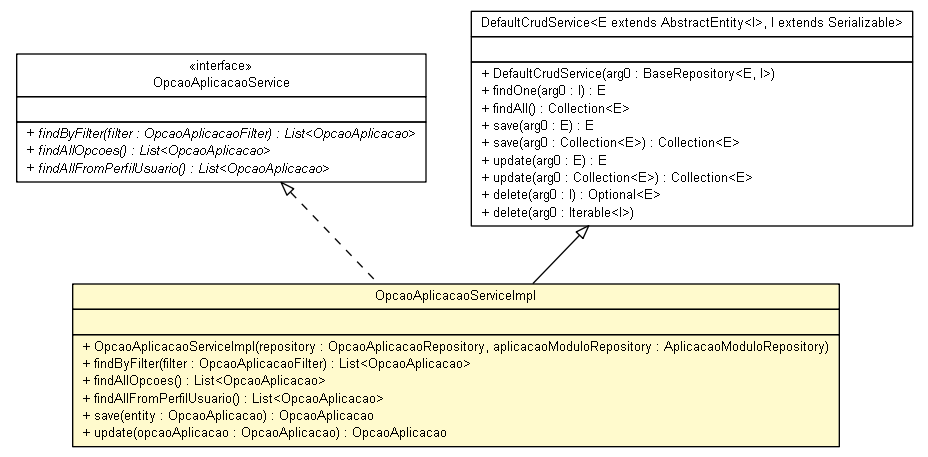 «interface»
OpcaoAplicacaoService
+ findByFilter(filter : OpcaoAplicacaoFilter) : List<OpcaoAplicacao>
+ findAllOpcoes() : List<OpcaoAplicacao>
+ findAllFromPerfilUsuario() : List<OpcaoAplicacao>
DefaultCrudService<E extends AbstractEntity<I>, I extends Serializable>
+ DefaultCrudService(arg0 : BaseRepository<E, I>)
+ findOne(arg0 : I) : E
+ findAll() : Collection<E>
+ save(arg0 : E) : E
+ save(arg0 : Collection<E>) : Collection<E>
+ update(arg0 : E) : E
+ update(arg0 : Collection<E>) : Collection<E>
+ delete(arg0 : I) : Optional<E>
+ delete(arg0 : Iterable<I>)
OpcaoAplicacaoServiceImpl
+ OpcaoAplicacaoServiceImpl(repository : OpcaoAplicacaoRepository, aplicacaoModuloRepository : AplicacaoModuloRepository)
+ findByFilter(filter : OpcaoAplicacaoFilter) : List<OpcaoAplicacao>
+ findAllOpcoes() : List<OpcaoAplicacao>
+ findAllFromPerfilUsuario() : List<OpcaoAplicacao>
+ save(entity : OpcaoAplicacao) : OpcaoAplicacao
+ update(opcaoAplicacao : OpcaoAplicacao) : OpcaoAplicacao